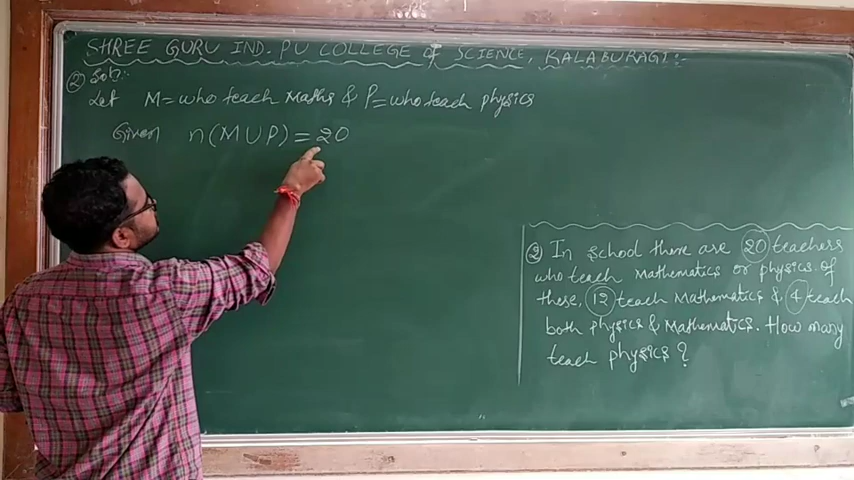 SHREE GURU IND. PU COLLEGE of SCIENCE, KALABURAGI :-
② Soln:-
Let M = who teach Maths & P = who teach physics
Given n(M∪P) = 20
② In school there are 20 teachers
who teach mathematics or physics. of
these, 12 teach Mathematics & 4 teach
both physics & Mathematics. How many
teach physics?